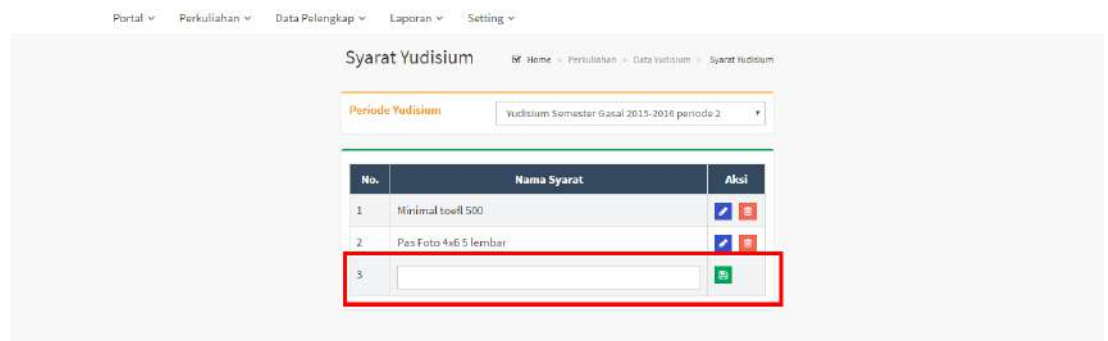 Portal Perkuliahan Data Pelengkap Laporan Setting
Syarat Yudisium Home > Perkuliahan > Data Yudisium > Syarat Yudisium
Periode Yudisium Yudisium Semester Gasal 2015-2016 periode 2
No. Nama Syarat Aksi
1 Minimal toefl 500
2 Pas Foto 4x6 5 lembar
3